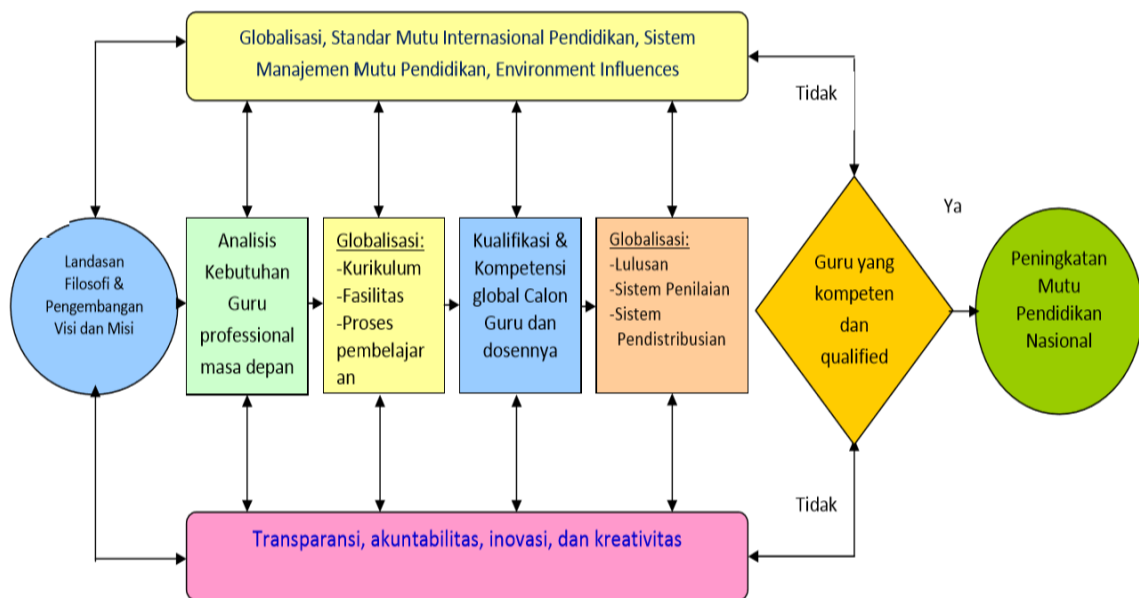 Globalisasi, Standar Mutu Internasional Pendidikan, Sistem
Manajemen Mutu Pendidikan, Environment Influences
Tidak
Landasan
Filosofi &
Pengembangan
Visi dan Misi
Analisis
Kebutuhan
Guru
professional
masa depan
Globalisasi:
-Kurikulum
-Fasilitas
-Proses
pembelajar
an
Kualifikasi &
Kompetensi
global Calon
Guru dan
dosennya
Globalisasi:
-Lulusan
-Sistem Penilaian
-Sistem
Pendistribusian
Guru yang
kompeten
dan
qualified
Ya
Peningkatan
Mutu
Pendidikan
Nasional
Tidak
Transparansi, akuntabilitas, inovasi, dan kreativitas